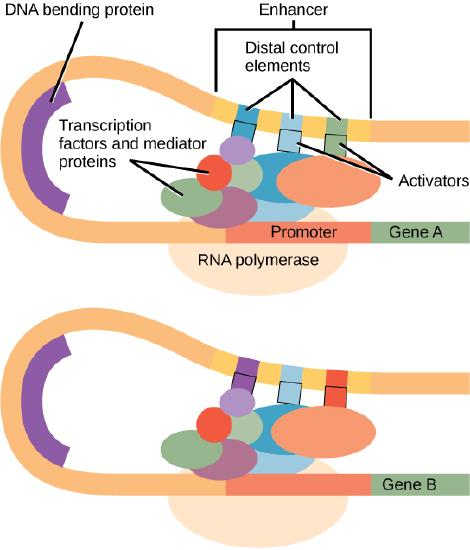 DNA bending protein
Enhancer
Distal control
elements
Transcription
factors and mediator
proteins
Activators
Promoter
Gene A
RNA polymerase
Gene B